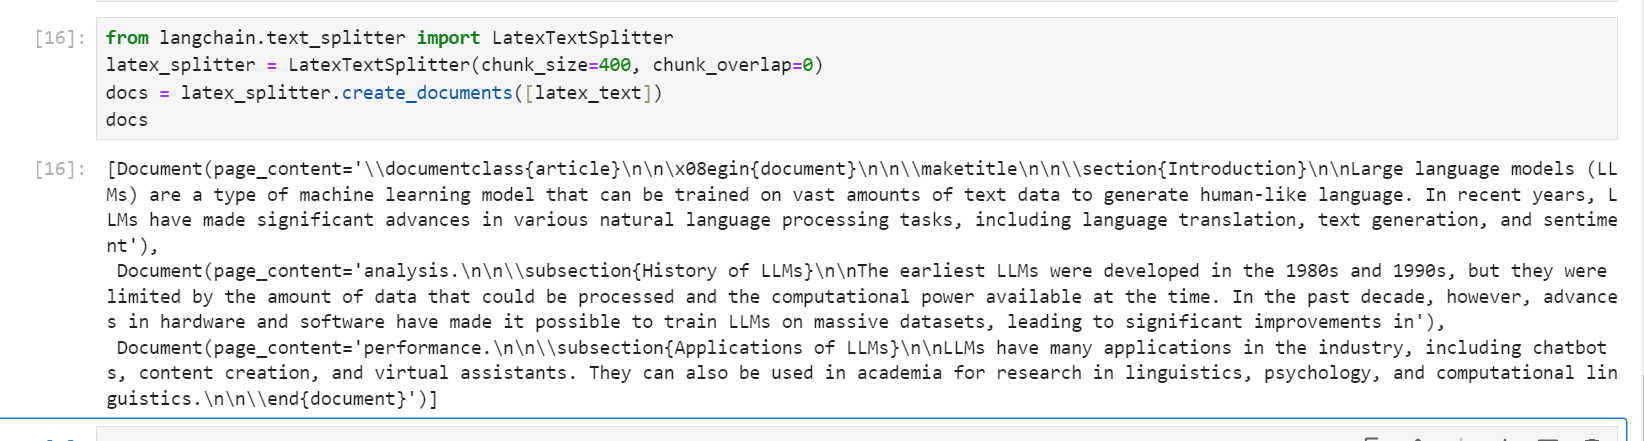 [16]: from langchain.text_splitter import LatexTextSplitter
latex_splitter = LatexTextSplitter(chunk_size=400, chunk_overlap=0)
docs = latex_splitter.create_documents([latex_text])
docs
[16]: [Document(page_content='\\documentclass{article}\n\n\x08egin{document}\n\n\\maketitle\n\n\\section{Introduction}\n\nLarge language models (LL
Ms) are a type of machine learning model that can be trained on vast amounts of text data to generate human-like language. In recent years, L
LMs have made significant advances in various natural language processing tasks, including language translation, text generation, and sentime
nt'),
 Document(page_content='analysis.\n\n\\subsection{History of LLMs}\n\nThe earliest LLMs were developed in the 1980s and 1990s, but they were
limited by the amount of data that could be processed and the computational power available at the time. In the past decade, however, advance
s in hardware and software have made it possible to train LLMs on massive datasets, leading to significant improvements in'),
 Document(page_content='performance.\n\n\\subsection{Applications of LLMs}\n\nLLMs have many applications in the industry, including chatbot
s, content creation, and virtual assistants. They can also be used in academia for research in linguistics, psychology, and computational lin
guistics.\n\n\\end{document}')]